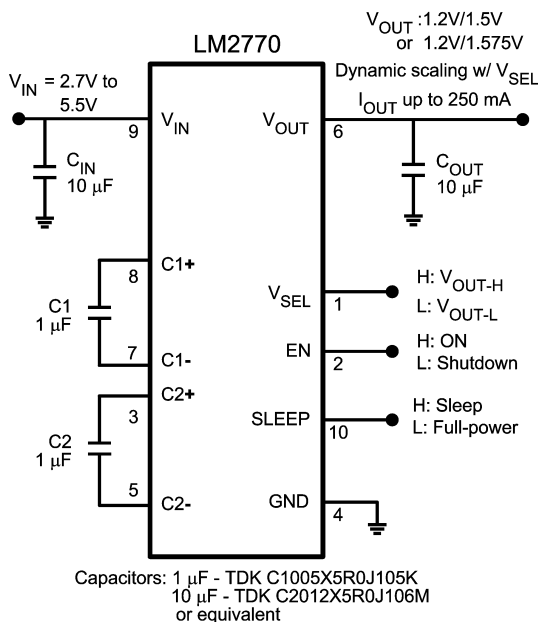 V_OUT :1.2V/1.5V
or 1.2V/1.575V
LM2770
Dynamic scaling w/ V_SEL
V_IN = 2.7V to
5.5V
I_OUT up to 250 mA
9
V_IN
V_OUT
6
C_IN
10 µF
C_OUT
10 µF
8
C1+
C1
1 µF
7
C1-
V_SEL
1
H: V_OUT-H
L: V_OUT-L
EN
2
H: ON
L: Shutdown
C2+
3
C2
1 µF
5
C2-
SLEEP
10
H: Sleep
L: Full-power
GND
4
Capacitors: 1 µF - TDK C1005X5R0J105K
10 µF - TDK C2012X5R0J106M
or equivalent